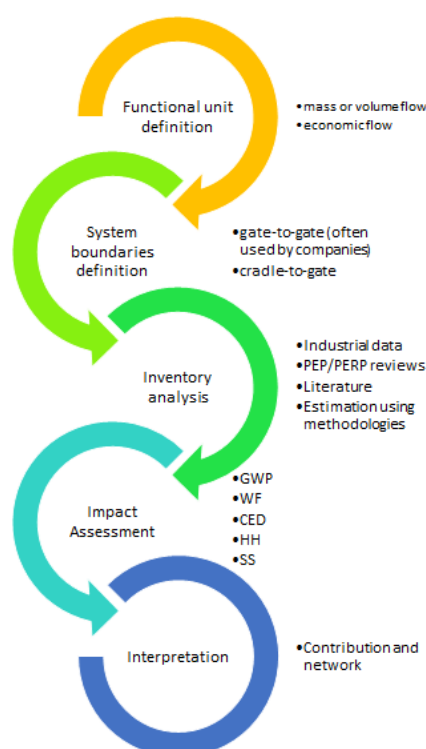 Functional unit
definition
•mass or volume flow
•economic flow
System
boundaries
definition
•gate-to-gate (often
used by companies)
•cradle-to-gate
Inventory
analysis
•Industrial data
•PEP/PERP reviews
•Literature
•Estimation using
methodologies
Impact
Assessment
•GWP
•WF
•CED
•HH
•SS
Interpretation
•Contribution and
network